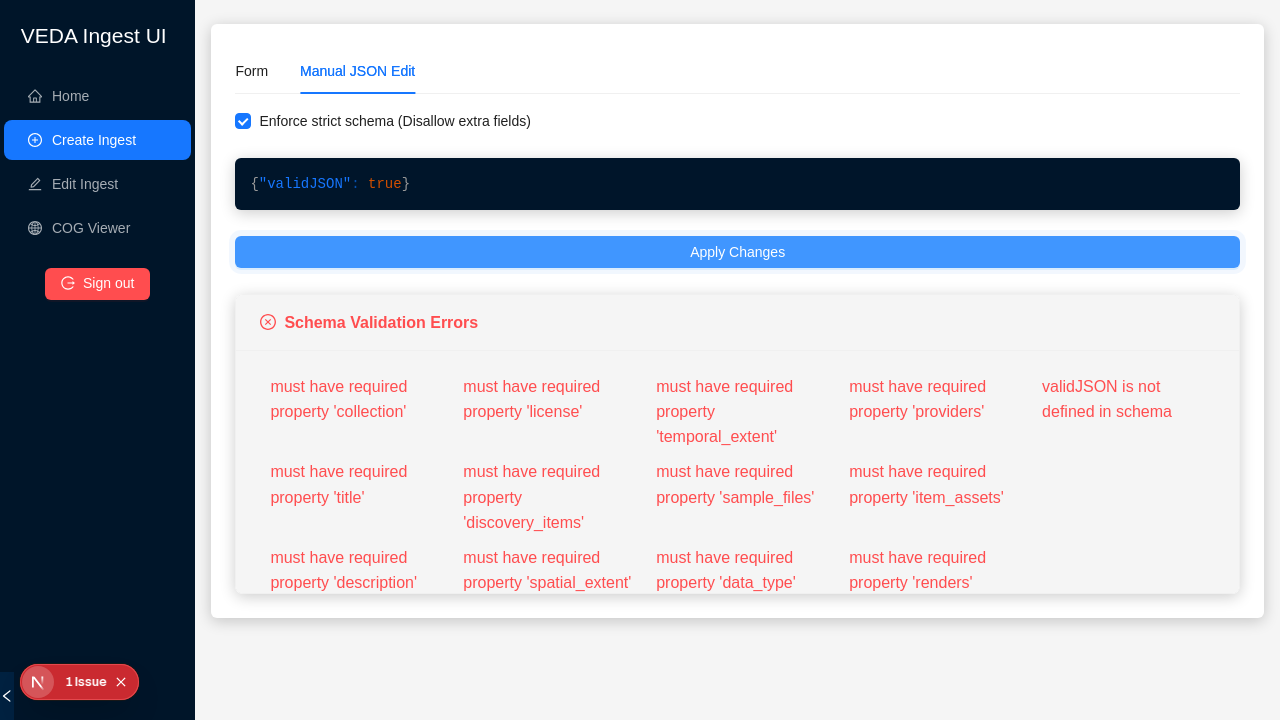 VEDA Ingest UI
Home
Create Ingest
Edit Ingest
COG Viewer
Sign out
1 Issue
Form
Manual JSON Edit
Enforce strict schema (Disallow extra fields)
{"validJSON": true}
Apply Changes
Schema Validation Errors
must have required
property 'collection'
must have required
property 'title'
must have required
property 'description'
must have required
property 'license'
must have required
property
'discovery_items'
must have required
property 'spatial_extent'
must have required
property
'temporal_extent'
must have required
property 'sample_files'
must have required
property 'data_type'
must have required
property 'providers'
must have required
property 'item_assets'
must have required
property 'renders'
validJSON is not
defined in schema